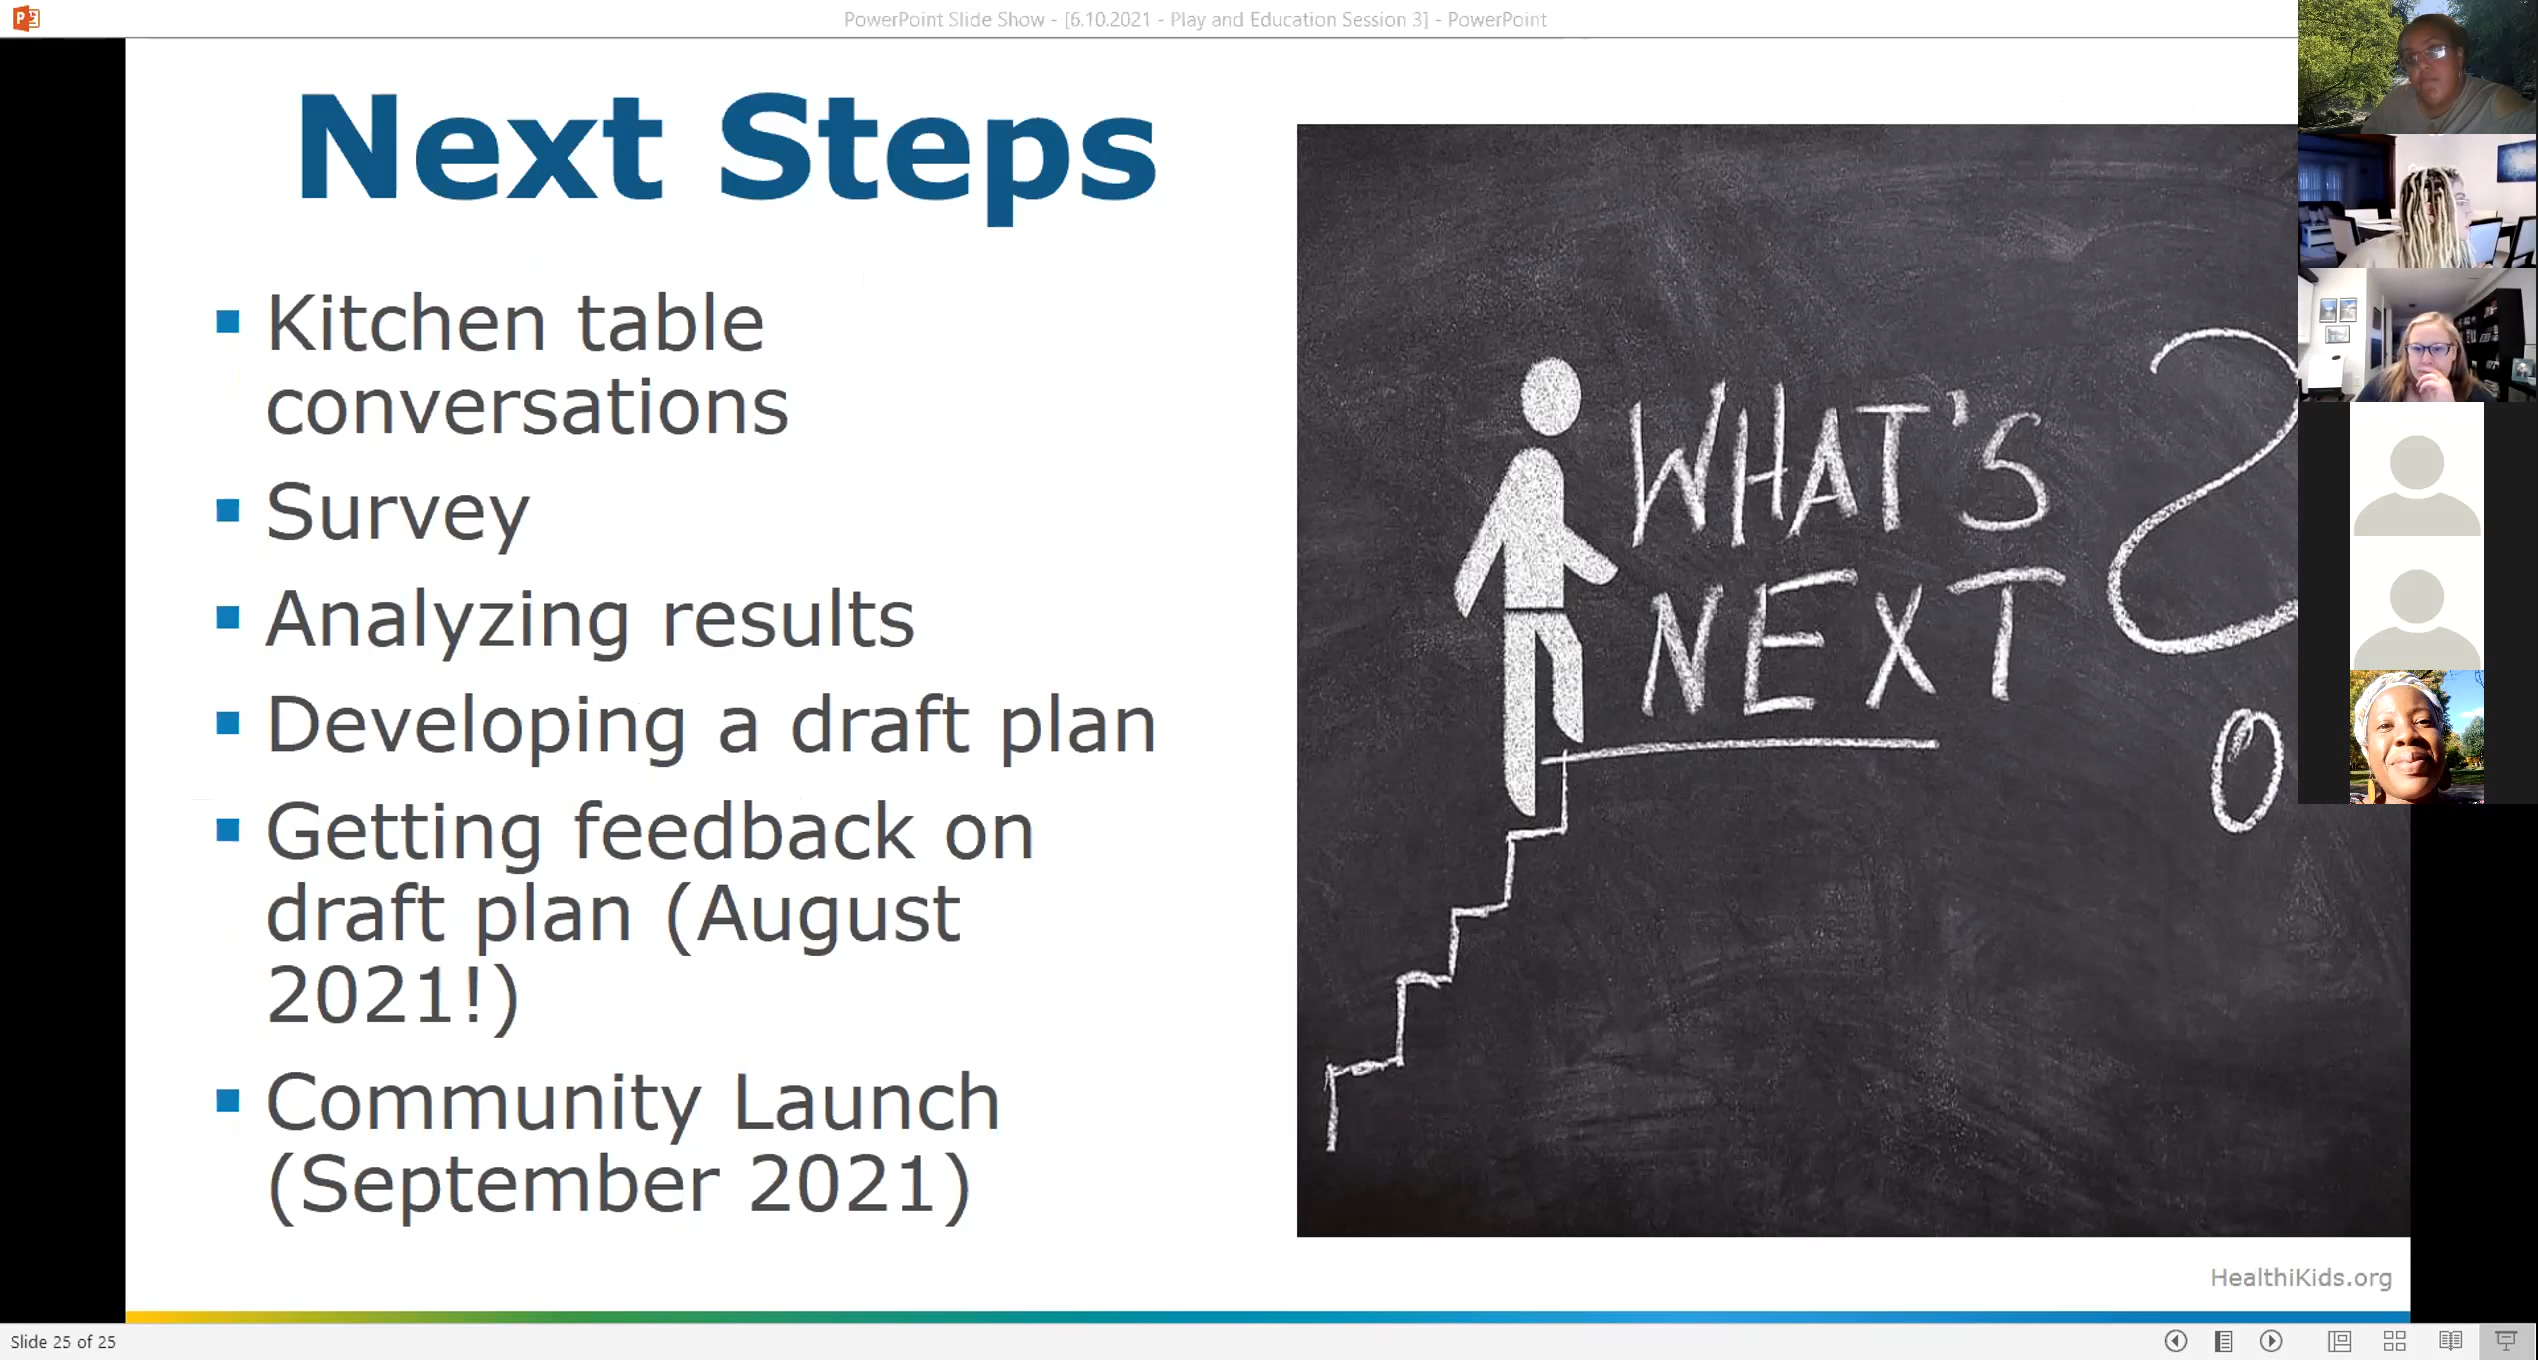 PowerPoint Slide Show - [6.10.2021 - Play and Education Session 3] - PowerPoint
Next Steps
Kitchen table
conversations
Survey
Analyzing results
Developing a draft plan
Getting feedback on
draft plan (August
2021!)
Community Launch
(September 2021)
WHAT'S
NEXT ?
HealthiKids.org
Slide 25 of 25